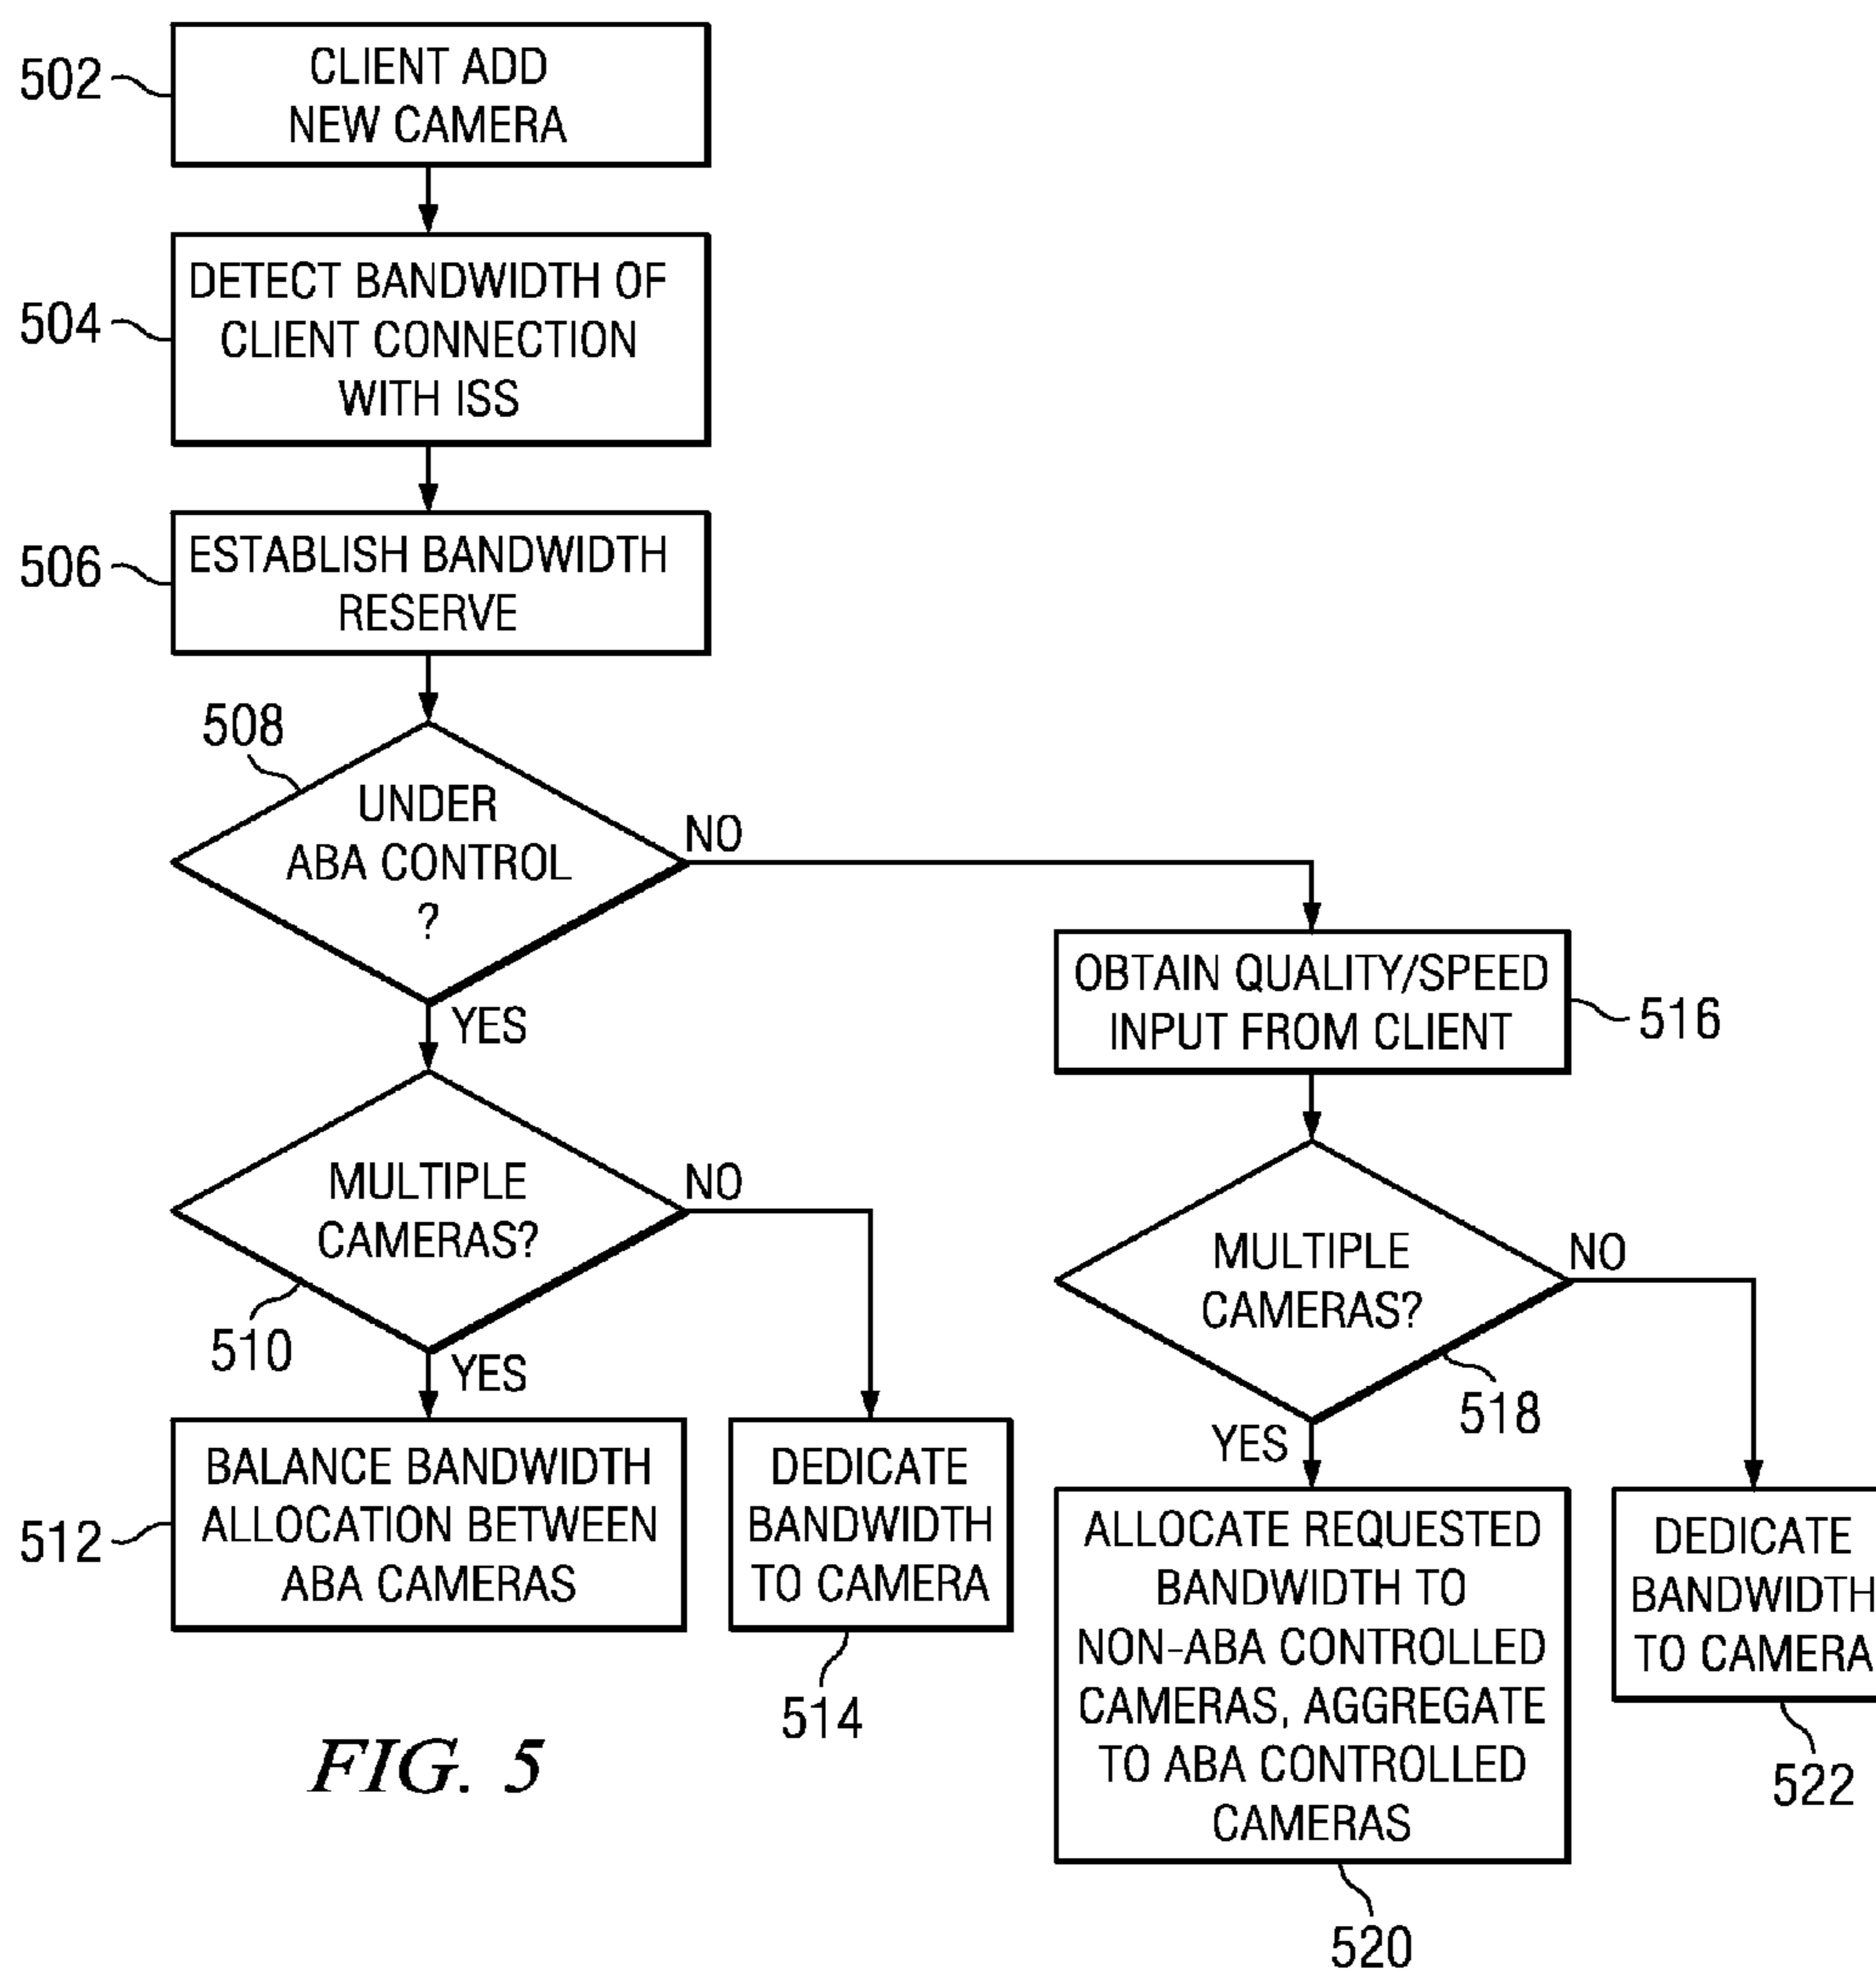 502
CLIENT ADD
NEW CAMERA
504
DETECT BANDWIDTH OF
CLIENT CONNECTION
WITH ISS
506
ESTABLISH BANDWIDTH
RESERVE
508
UNDER
ABA CONTROL
?
NO
YES
OBTAIN QUALITY/SPEED
INPUT FROM CLIENT
516
MULTIPLE
CAMERAS?
NO
510
YES
MULTIPLE
CAMERAS?
NO
518
YES
512
BALANCE BANDWIDTH
ALLOCATION BETWEEN
ABA CAMERAS
DEDICATE
BANDWIDTH
TO CAMERA
514
ALLOCATE REQUESTED
BANDWIDTH TO
NON-ABA CONTROLLED
CAMERAS, AGGREGATE
TO ABA CONTROLLED
CAMERAS
520
DEDICATE
BANDWIDTH
TO CAMERA
522
FIG. 5